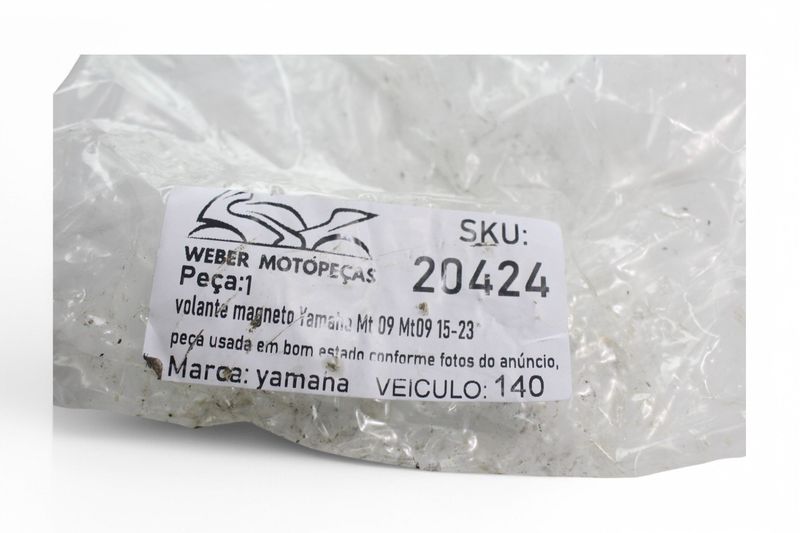 WEBER MOTOPEÇAS
SKU:
20424
Peça:1
volante magneto Yamaha Mt 09 Mt09 15-23"
peça usada em bom estado conforme fotos do anúncio,
Marca: yamaha
VEICULO: 140